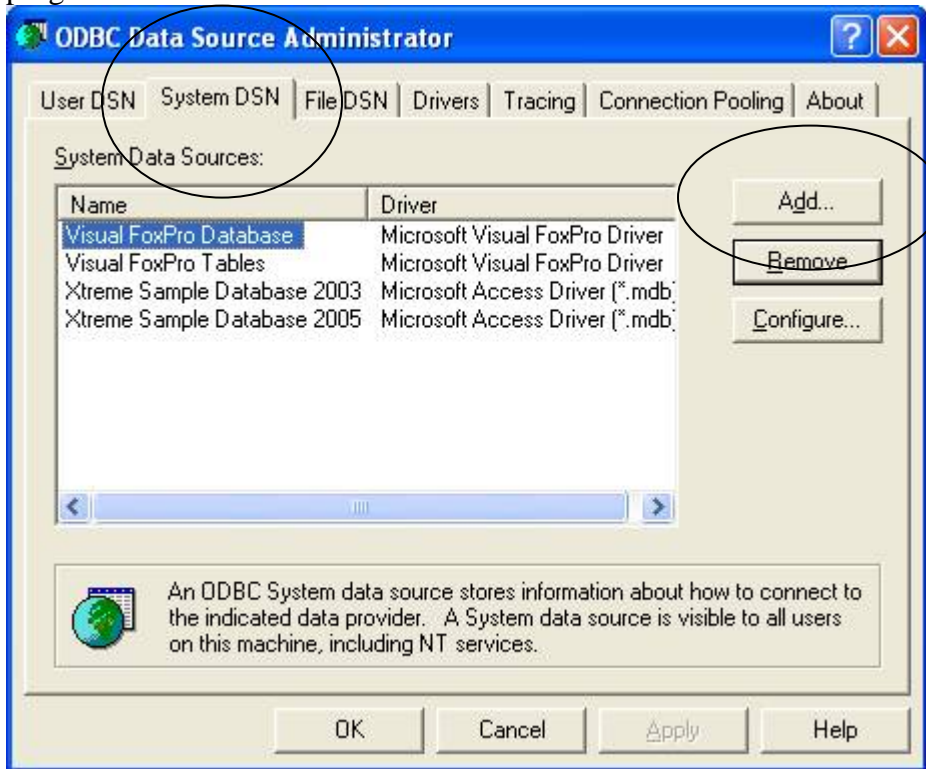 ODBC Data Source Administrator
User DSN System DSN File DSN Drivers Tracing Connection Pooling About
System Data Sources:
Name Driver
Visual FoxPro Database Microsoft Visual FoxPro Driver
Visual FoxPro Tables Microsoft Visual FoxPro Driver
Xtreme Sample Database 2003 Microsoft Access Driver (*.mdb)
Xtreme Sample Database 2005 Microsoft Access Driver (*.mdb)
Add...
Remove
Configure...
An ODBC System data source stores information about how to connect to
the indicated data provider. A System data source is visible to all users
on this machine, including NT services.
OK Cancel Apply Help